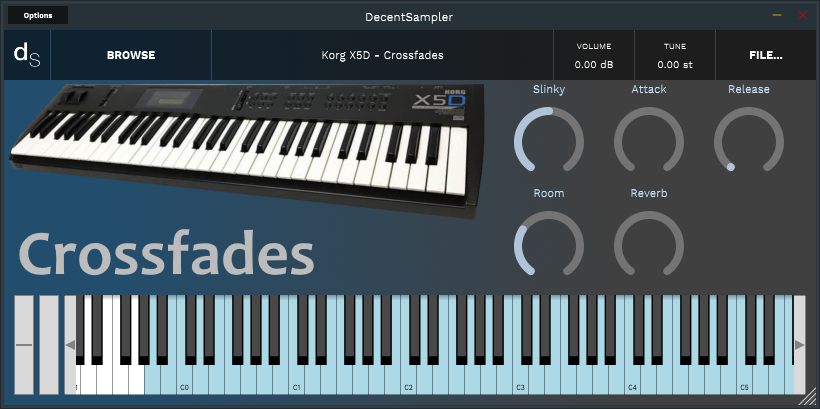 Options
DecentSampler
dS
BROWSE
Korg X5D - Crossfades
VOLUME
0.00 dB
TUNE
0.00 st
FILE...
Slinky
Attack
Release
KORG
X5D
Room
Reverb
Crossfades
C0
C1
C2
C3
C4
C5